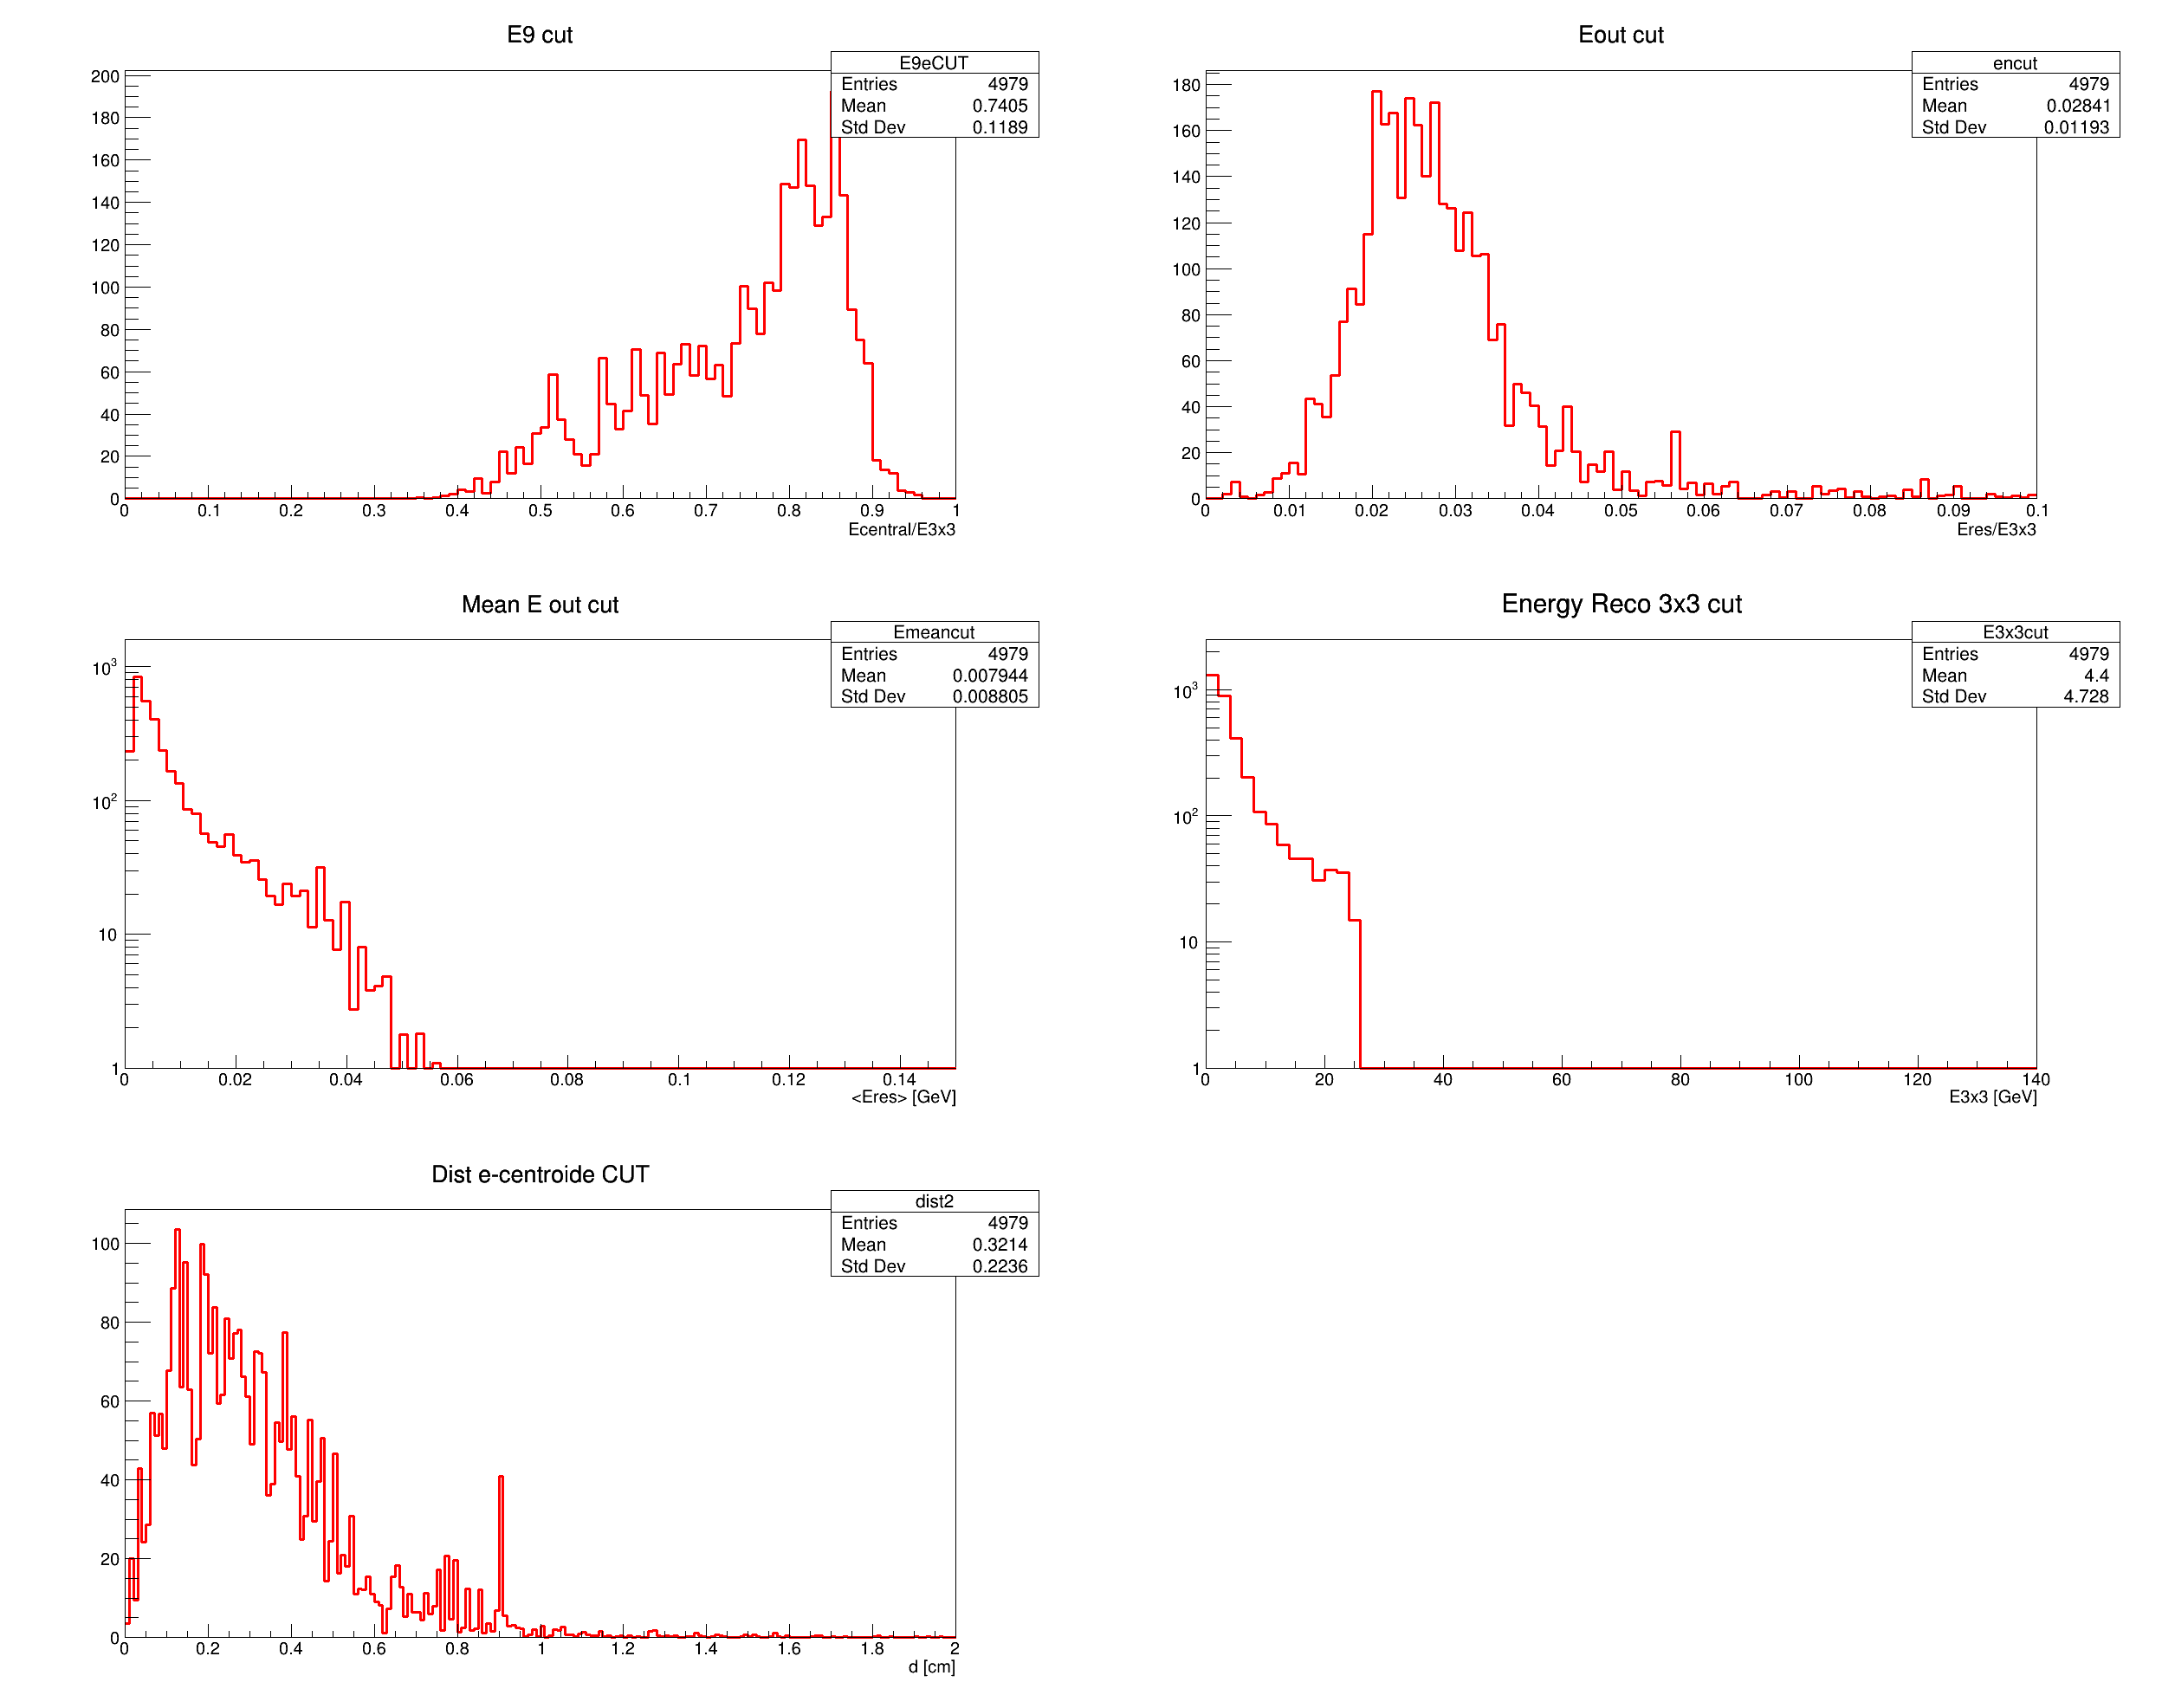 E9 cut
E9eCUT
Entries 4979
Mean 0.7405
Std Dev 0.1189
200
180
160
140
120
100
80
60
40
20
0
0 0.1 0.2 0.3 0.4 0.5 0.6 0.7 0.8 0.9 1
Ecentral/E3x3
Eout cut
encut
Entries 4979
Mean 0.02841
Std Dev 0.01193
180
160
140
120
100
80
60
40
20
0
0 0.01 0.02 0.03 0.04 0.05 0.06 0.07 0.08 0.09 0.1
Eres/E3x3
Mean E out cut
Emeancut
Entries 4979
Mean 0.007944
Std Dev 0.008805
10³
10²
10
1
0 0.02 0.04 0.06 0.08 0.1 0.12 0.14
<Eres> [GeV]
Energy Reco 3x3 cut
E3x3cut
Entries 4979
Mean 4.4
Std Dev 4.728
10³
10²
10
1
0 20 40 60 80 100 120 140
E3x3 [GeV]
Dist e-centroide CUT
dist2
Entries 4979
Mean 0.3214
Std Dev 0.2236
100
80
60
40
20
0
0 0.2 0.4 0.6 0.8 1 1.2 1.4 1.6 1.8 2
d [cm]